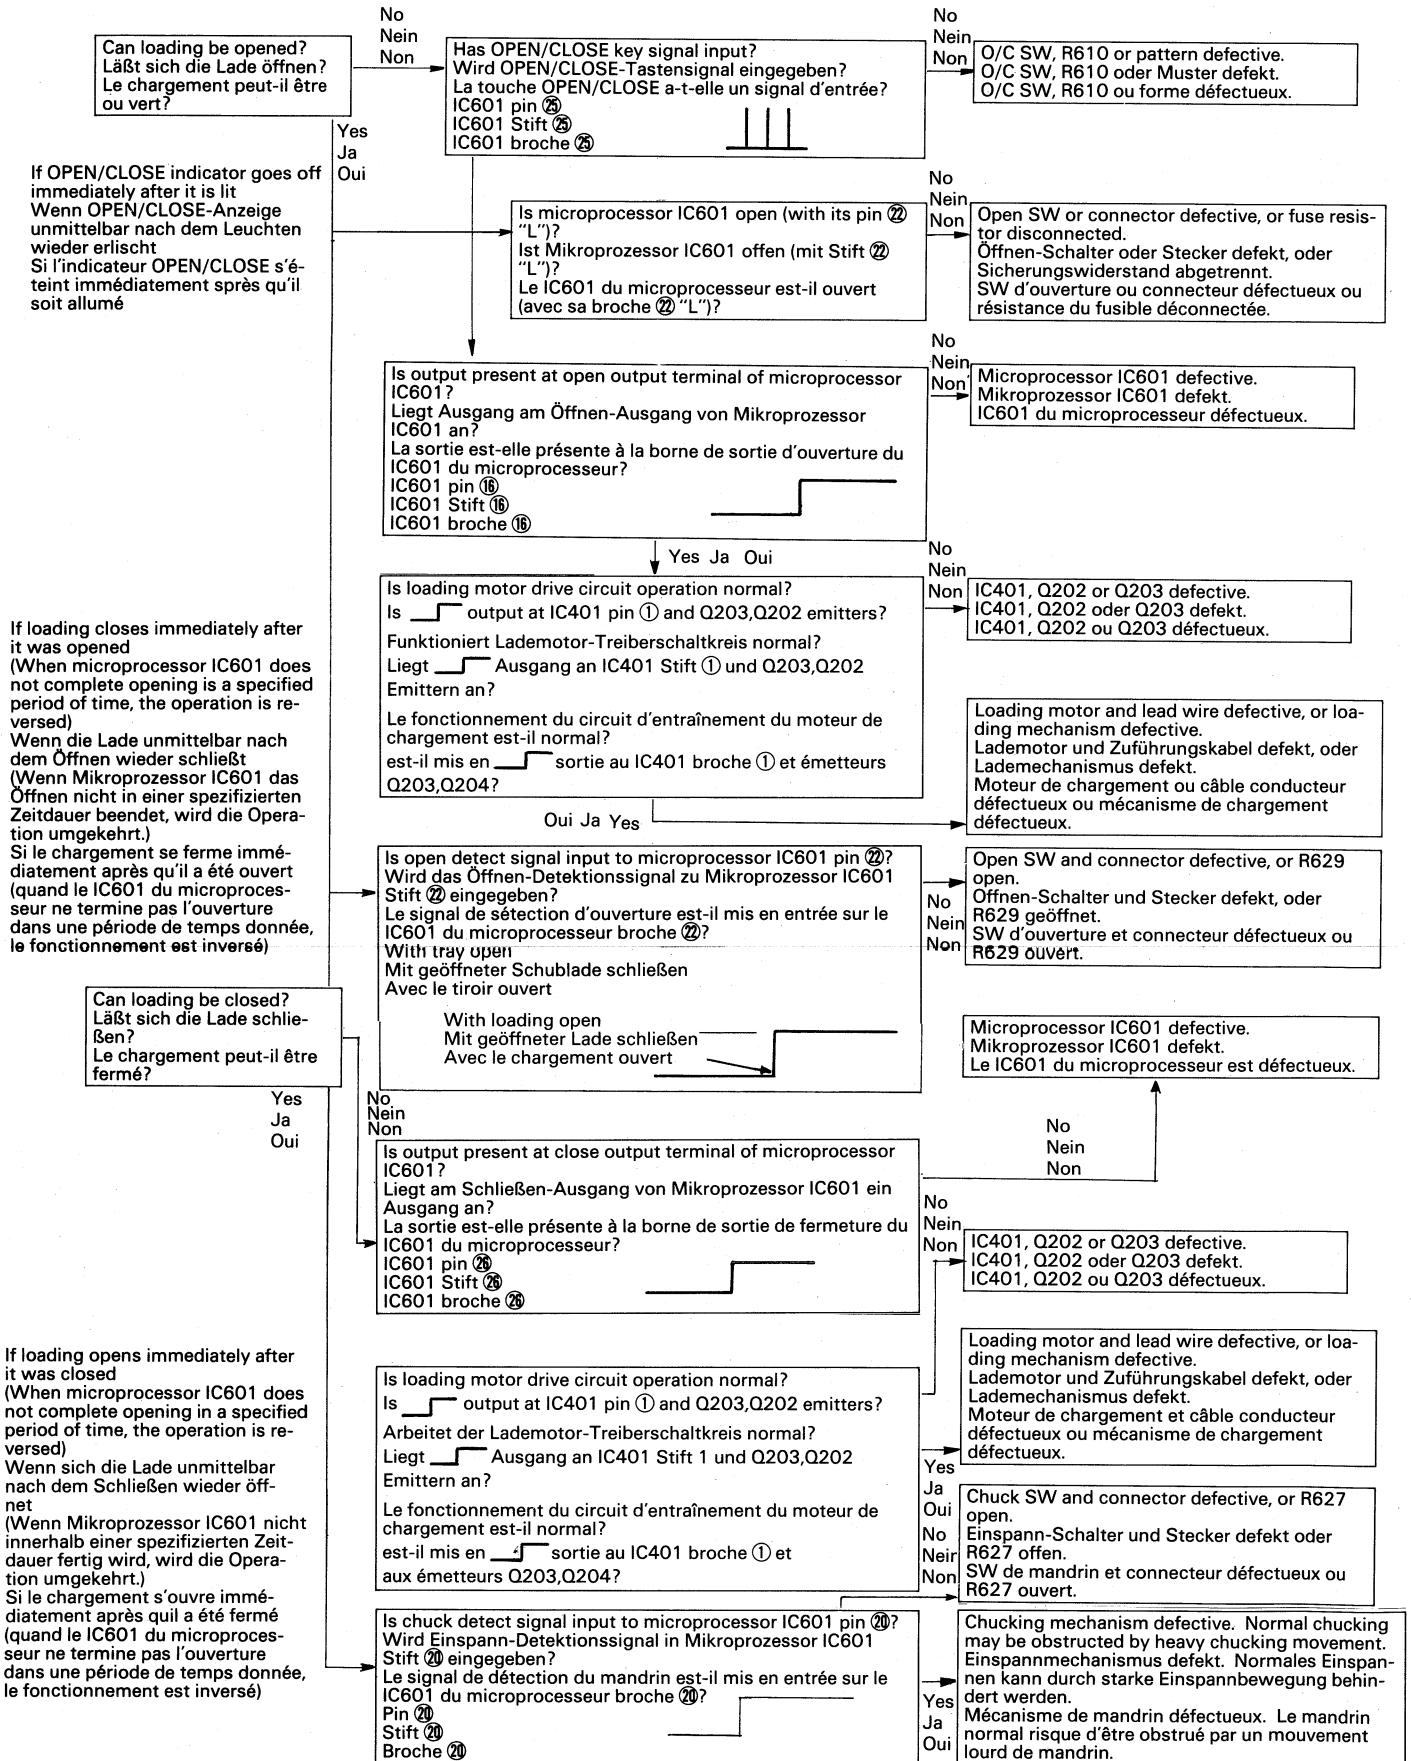 Can loading be opened?
Läßt sich die Lade öffnen?
Le chargement peut-il être
ou vert?
No
Nein
Non
Has OPEN/CLOSE key signal input?
Wird OPEN/CLOSE-Tastensignal eingegeben?
La touche OPEN/CLOSE a-t-elle un signal d'entrée?
IC601 pin ㉕
IC601 Stift ㉕
IC601 broche ㉕
No
Nein
Non
O/C SW, R610 or pattern defective.
O/C SW, R610 oder Muster defekt.
O/C SW, R610 ou forme défectueux.
Yes
Ja
Oui
If OPEN/CLOSE indicator goes off
immediately after it is lit
Wenn OPEN/CLOSE-Anzeige
unmittelbar nach dem Leuchten
wieder erlischt
Si l'indicateur OPEN/CLOSE s'é-
teint immédiatement sprès qu'il
soit allumé
Is microprocessor IC601 open (with its pin ㉒
"L")?
Ist Mikroprozessor IC601 offen (mit Stift ㉒
"L")?
Le IC601 du microprocesseur est-il ouvert
(avec sa broche ㉒ "L")?
No
Nein
Non
Open SW or connector defective, or fuse resis-
tor disconnected.
Öffnen-Schalter oder Stecker defekt, oder
Sicherungswiderstand abgetrennt.
SW d'ouverture ou connecteur défectueux ou
résistance du fusible déconnectée.
Is output present at open output terminal of microprocessor
IC601?
Liegt Ausgang am Öffnen-Ausgang von Mikroprozessor
IC601 an?
La sortie est-elle présente à la borne de sortie d'ouverture du
IC601 du microprocesseur?
IC601 pin ⑯
IC601 Stift ⑯
IC601 broche ⑯
No
Nein
Non
Microprocessor IC601 defective.
Mikroprozessor IC601 defekt.
IC601 du microprocesseur défectueux.
Yes Ja Oui
Is loading motor drive circuit operation normal?
Is output at IC401 pin ① and Q203,Q202 emitters?
Funktioniert Lademotor-Treiberschaltkreis normal?
Liegt Ausgang an IC401 Stift ① und Q203,Q202
Emittern an?
Le fonctionnement du circuit d'entraînement du moteur de
chargement est-il normal?
est-il mis en sortie au IC401 broche ① et émetteurs
Q203,Q204?
No
Nein
Non
IC401, Q202 or Q203 defective.
IC401, Q202 oder Q203 defekt.
IC401, Q202 ou Q203 défectueux.
Oui Ja Yes
Loading motor and lead wire defective, or loa-
ding mechanism defective.
Lademotor und Zuführungskabel defekt, oder
Lademechanismus defekt.
Moteur de chargement ou câble conducteur
défectueux ou mécanisme de chargement
défectueux.
If loading closes immediately after
it was opened
(When microprocessor IC601 does
not complete opening is a specified
period of time, the operation is re-
versed)
Wenn die Lade unmittelbar nach
dem Öffnen wieder schließt
(Wenn Mikroprozessor IC601 das
Öffnen nicht in einer spezifizierten
Zeitdauer beendet, wird die Opera-
tion umgekehrt.)
Si le chargement se ferme immé-
diatement après qu'il a été ouvert
(quand le IC601 du microproces-
seur ne termine pas l'ouverture
dans une période de temps donnée,
le fonctionnement est inversé)
Is open detect signal input to microprocessor IC601 pin ㉒?
Wird das Öffnen-Detektionssignal zu Mikroprozessor IC601
Stift ㉒ eingegeben?
Le signal de sétection d'ouverture est-il mis en entrée sur le
IC601 du microprocesseur broche ㉒?
With tray open
Mit geöffneter Schublade schließen
Avec le tiroir ouvert
With loading open
Mit geöffneter Lade schließen
Avec le chargement ouvert
No
Nein
Non
Open SW and connector defective, or R629
open.
Offnen-Schalter und Stecker defekt, oder
R629 geöffnet.
SW d'ouverture et connecteur défectueux ou
R629 ouvert.
Can loading be closed?
Läßt sich die Lade schlie-
ßen?
Le chargement peut-il être
fermé?
Yes
Ja
Oui
No
Nein
Non
Is output present at close output terminal of microprocessor
IC601?
Liegt am Schließen-Ausgang von Mikroprozessor IC601 ein
Ausgang an?
La sortie est-elle présente à la borne de sortie de fermeture du
IC601 du microprocesseur?
IC601 pin ㉖
IC601 Stift ㉖
IC601 broche ㉖
No
Nein
Non
Microprocessor IC601 defective.
Mikroprozessor IC601 defekt.
Le IC601 du microprocesseur est défectueux.
No
Nein
Non
IC401, Q202 or Q203 defective.
IC401, Q202 oder Q203 defekt.
IC401, Q202 ou Q203 défectueux.
Is loading motor drive circuit operation normal?
Is output at IC401 pin ① and Q203,Q202 emitters?
Arbeitet der Lademotor-Treiberschaltkreis normal?
Liegt Ausgang an IC401 Stift 1 und Q203,Q202
Emittern an?
Le fonctionnement du circuit d'entraînement du moteur de
chargement est-il normal?
est-il mis en sortie au IC401 broche ① et
aux émetteurs Q203,Q204?
Yes
Ja
Oui
Loading motor and lead wire defective, or loa-
ding mechanism defective.
Lademotor und Zuführungskabel defekt, oder
Lademechanismus defekt.
Moteur de chargement et câble conducteur
défectueux ou mécanisme de chargement
défectueux.
If loading opens immediately after
it was closed
(When microprocessor IC601 does
not complete opening in a specified
period of time, the operation is re-
versed)
Wenn sich die Lade unmittelbar
nach dem Schließen wieder öff-
net
(Wenn Mikroprozessor IC601 nicht
innerhalb einer spezifizierten Zeit-
dauer fertig wird, wird die Opera-
tion umgekehrt.)
Si le chargement s'ouvre immé-
diatement après quil a été fermé
(quand le IC601 du microproces-
seur ne termine pas l'ouverture
dans une période de temps donnée,
le fonctionnement est inversé)
Is chuck detect signal input to microprocessor IC601 pin ⑳?
Wird Einspann-Detektionssignal in Mikroprozessor IC601
Stift ⑳ eingegeben?
Le signal de détection du mandrin est-il mis en entrée sur le
IC601 du microprocesseur broche ⑳?
Pin ⑳
Stift ⑳
Broche ⑳
No
Neir
Non
Chuck SW and connector defective, or R627
open.
Einspann-Schalter und Stecker defekt oder
R627 offen.
SW de mandrin et connecteur défectueux ou
R627 ouvert.
Yes
Ja
Oui
Chucking mechanism defective. Normal chucking
may be obstructed by heavy chucking movement.
Einspannmechanismus defekt. Normales Einspan-
nen kann durch starke Einspannbewegung behin-
dert werden.
Mécanisme de mandrin défectueux. Le mandrin
normal risque d'être obstrué par un mouvement
lourd de mandrin.